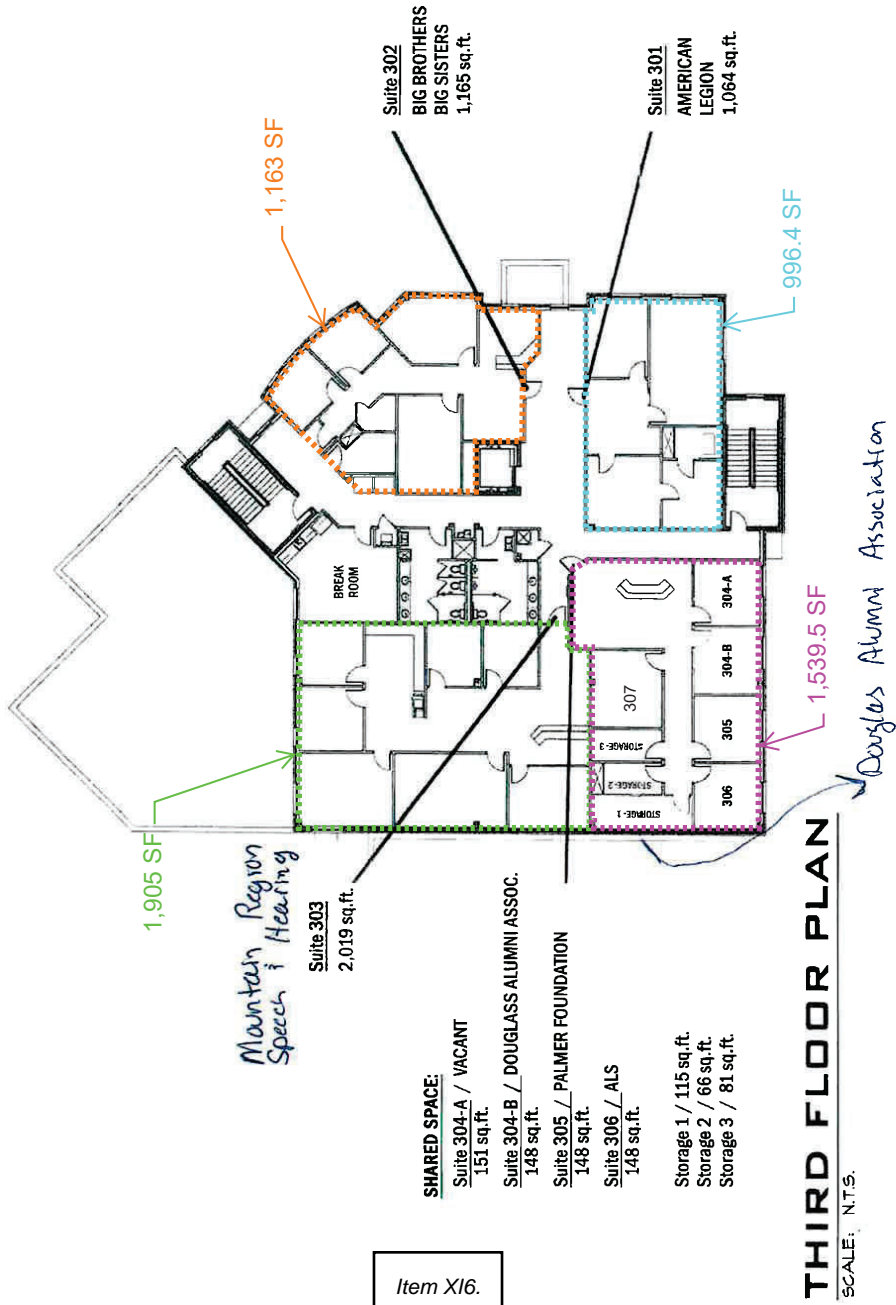 Suite 302
BIG BROTHERS
BIG SISTERS
1,165 sq.ft.
1,163 SF
Suite 301
AMERICAN
LEGION
1,064 sq.ft.
996.4 SF
BREAK
ROOM
1,905 SF
Mountain Region
Speech & Hearing
Suite 303
2,019 sq.ft.
304-A
304-B
305
306
307
STORAGE-3
STORAGE-2
STORAGE-1
1,539.5 SF
Douglas Alumni Association
SHARED SPACE:
Suite 304-A / VACANT
151 sq.ft.
Suite 304-B / DOUGLASS ALUMNI ASSOC.
148 sq.ft.
Suite 305 / PALMER FOUNDATION
148 sq.ft.
Suite 306 / ALS
148 sq.ft.
Storage 1 / 115 sq.ft.
Storage 2 / 66 sq.ft.
Storage 3 / 81 sq.ft.
THIRD FLOOR PLAN
SCALE: N.T.S.
Item XI6.